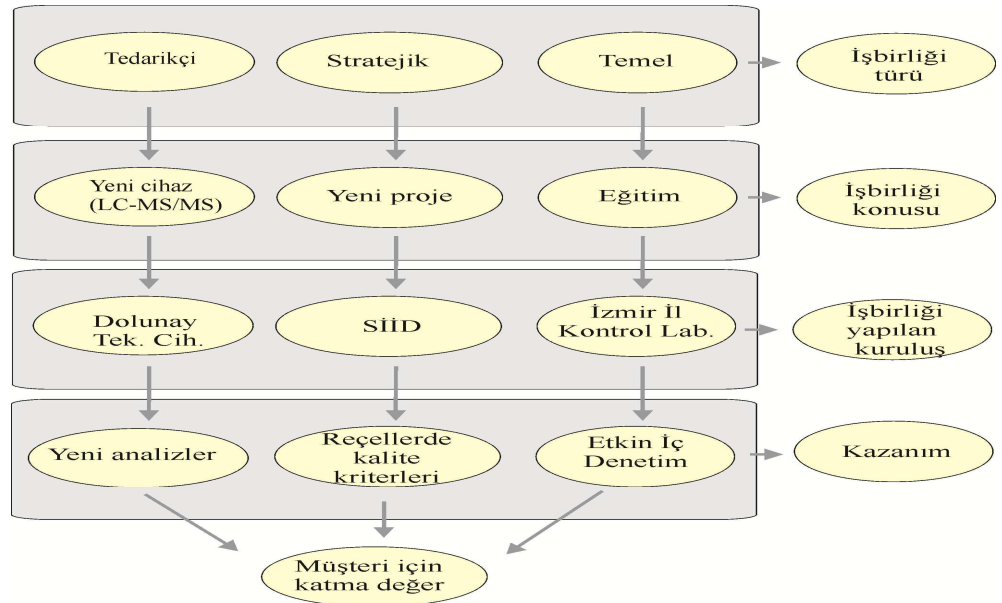 Tedarikçi
Stratejik
Temel
İşbirliği
türü
Yeni cihaz
(LC-MS/MS)
Yeni proje
Eğitim
İşbirliği
konusu
Dolunay
Tek. Cih.
SİİD
İzmir İl
Kontrol Lab.
İşbirliği
yapılan
kuruluş
Yeni analizler
Reçellerde
kalite
kriterleri
Etkin İç
Denetim
Kazanım
Müşteri için
katma değer